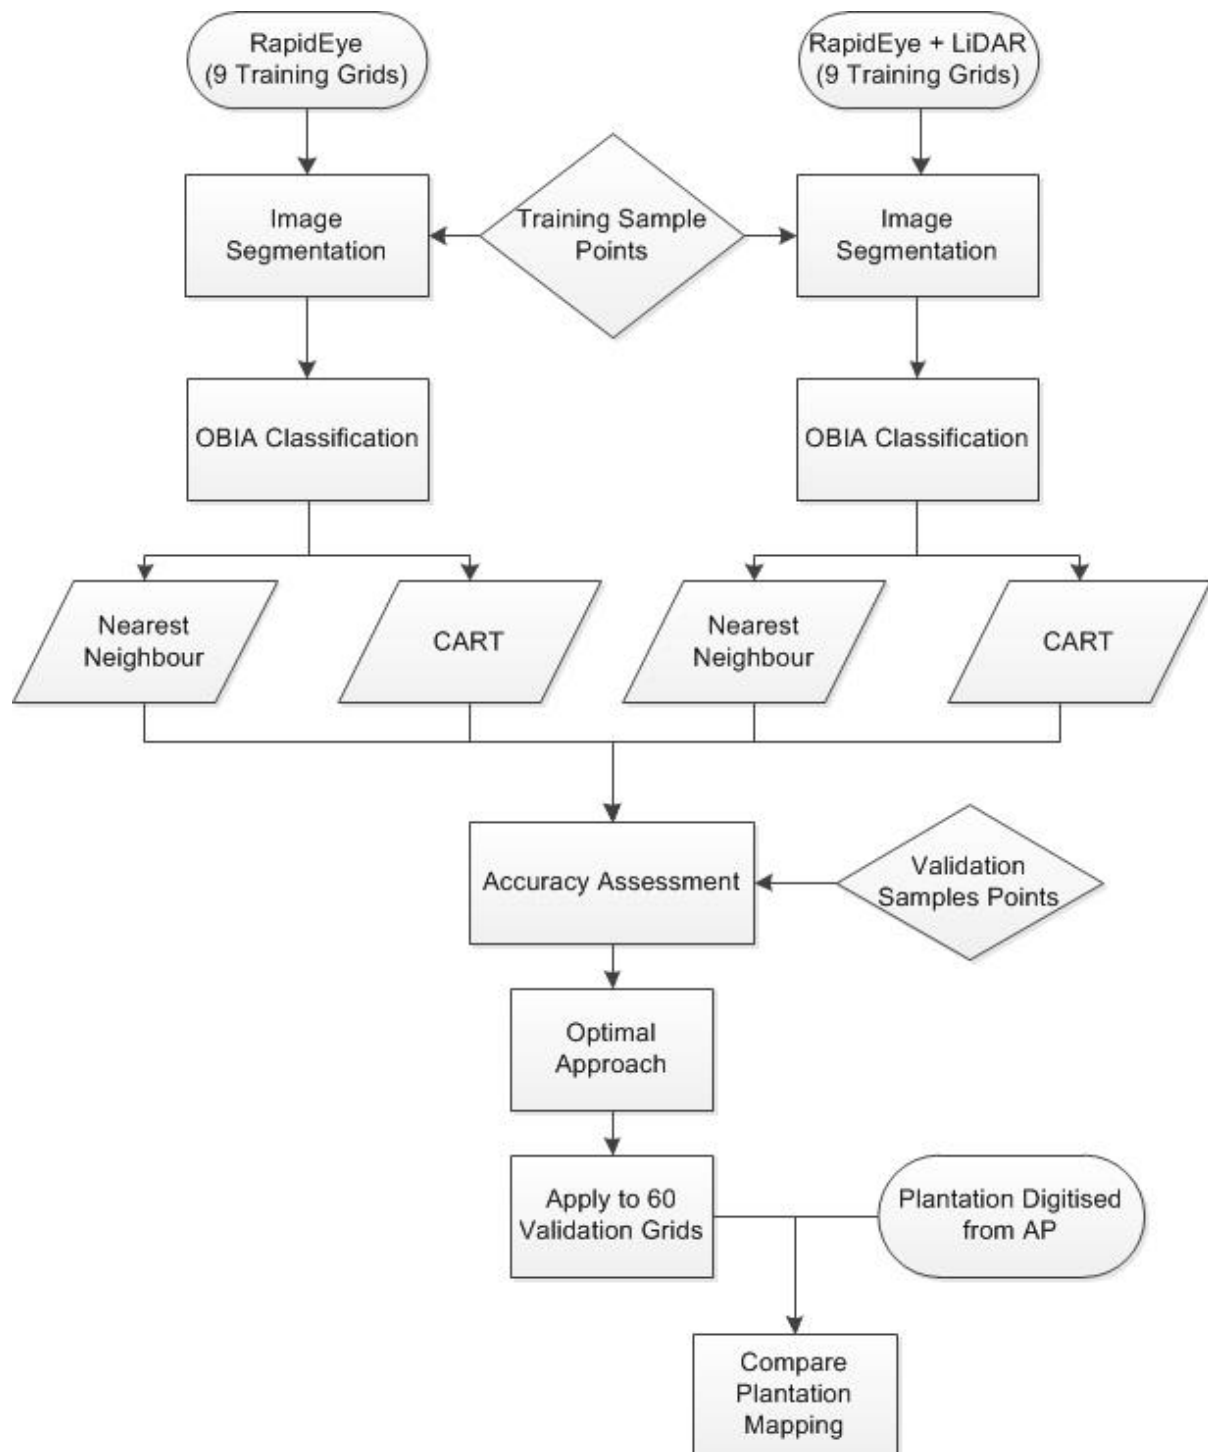 RapidEye
(9 Training Grids)
RapidEye + LiDAR
(9 Training Grids)
Image
Segmentation
Training Sample
Points
Image
Segmentation
OBIA Classification
OBIA Classification
Nearest
Neighbour
CART
Nearest
Neighbour
CART
Accuracy Assessment
Validation
Samples Points
Optimal
Approach
Apply to 60
Validation Grids
Plantation Digitised
from AP
Compare
Plantation
Mapping